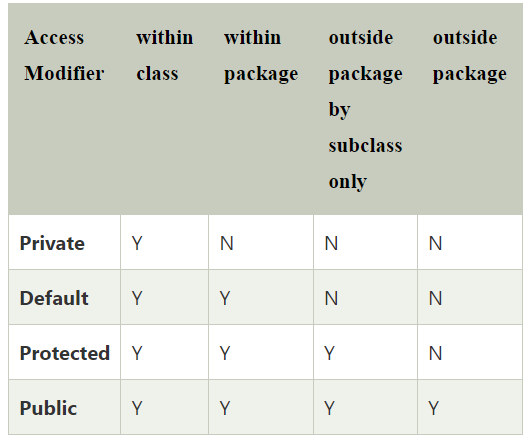 Access Modifier within class within package outside package by subclass only outside package
Private Y N N N
Default Y Y N N
Protected Y Y Y N
Public Y Y Y Y